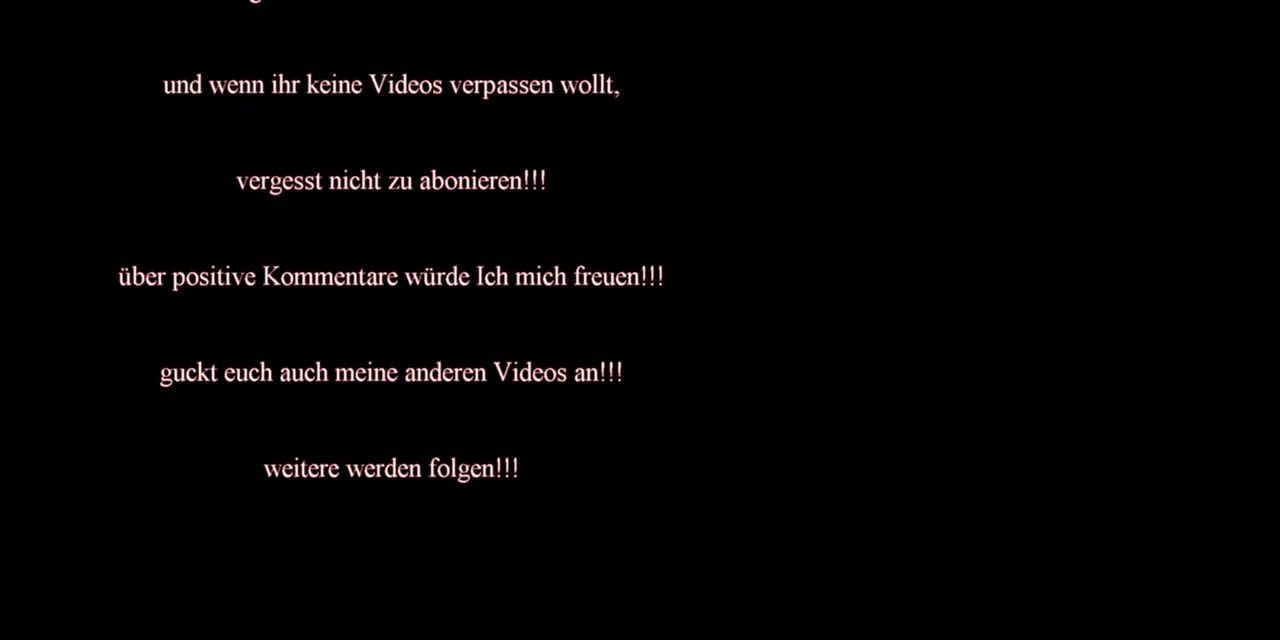 und wenn ihr keine Videos verpassen wollt,
vergesst nicht zu abonieren!!!
über positive Kommentare würde Ich mich freuen!!!
guckt euch auch meine anderen Videos an!!!
weitere werden folgen!!!